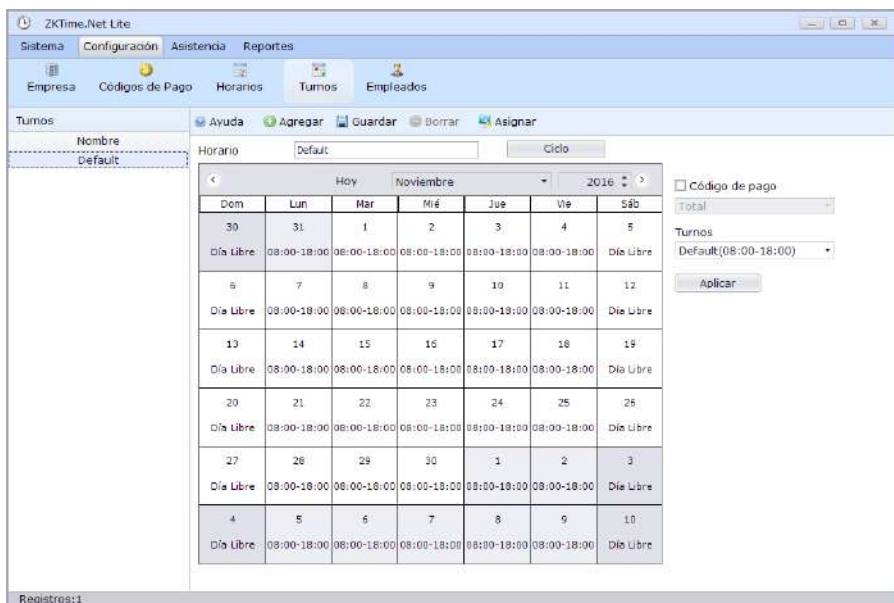 ZKTime.Net Lite
Sistema Configuración Asistencia Reportes
Empresa Códigos de Pago Horarios Turnos Empleados
Turnos Ayuda Agregar Guardar Borrar Asignar
Nombre
Default
Horario Default Ciclo
Hoy Noviembre 2016
Código de pago
Total
Turnos
Default(08:00-18:00)
Aplicar
Dom Lun Mar Mié Jue Vie Sáb
30 31 1 2 3 4 5
Día Libre 08:00-18:00 08:00-18:00 08:00-18:00 08:00-18:00 08:00-18:00 Día Libre
6 7 8 9 10 11 12
Día Libre 08:00-18:00 08:00-18:00 08:00-18:00 08:00-18:00 08:00-18:00 Día Libre
13 14 15 16 17 18 19
Día Libre 08:00-18:00 08:00-18:00 08:00-18:00 08:00-18:00 08:00-18:00 Día Libre
20 21 22 23 24 25 26
Día Libre 08:00-18:00 08:00-18:00 08:00-18:00 08:00-18:00 08:00-18:00 Día Libre
27 28 29 30 1 2 3
Día Libre 08:00-18:00 08:00-18:00 08:00-18:00 08:00-18:00 08:00-18:00 Día Libre
4 5 6 7 8 9 10
Día Libre 08:00-18:00 08:00-18:00 08:00-18:00 08:00-18:00 08:00-18:00 Día Libre
Registros:1